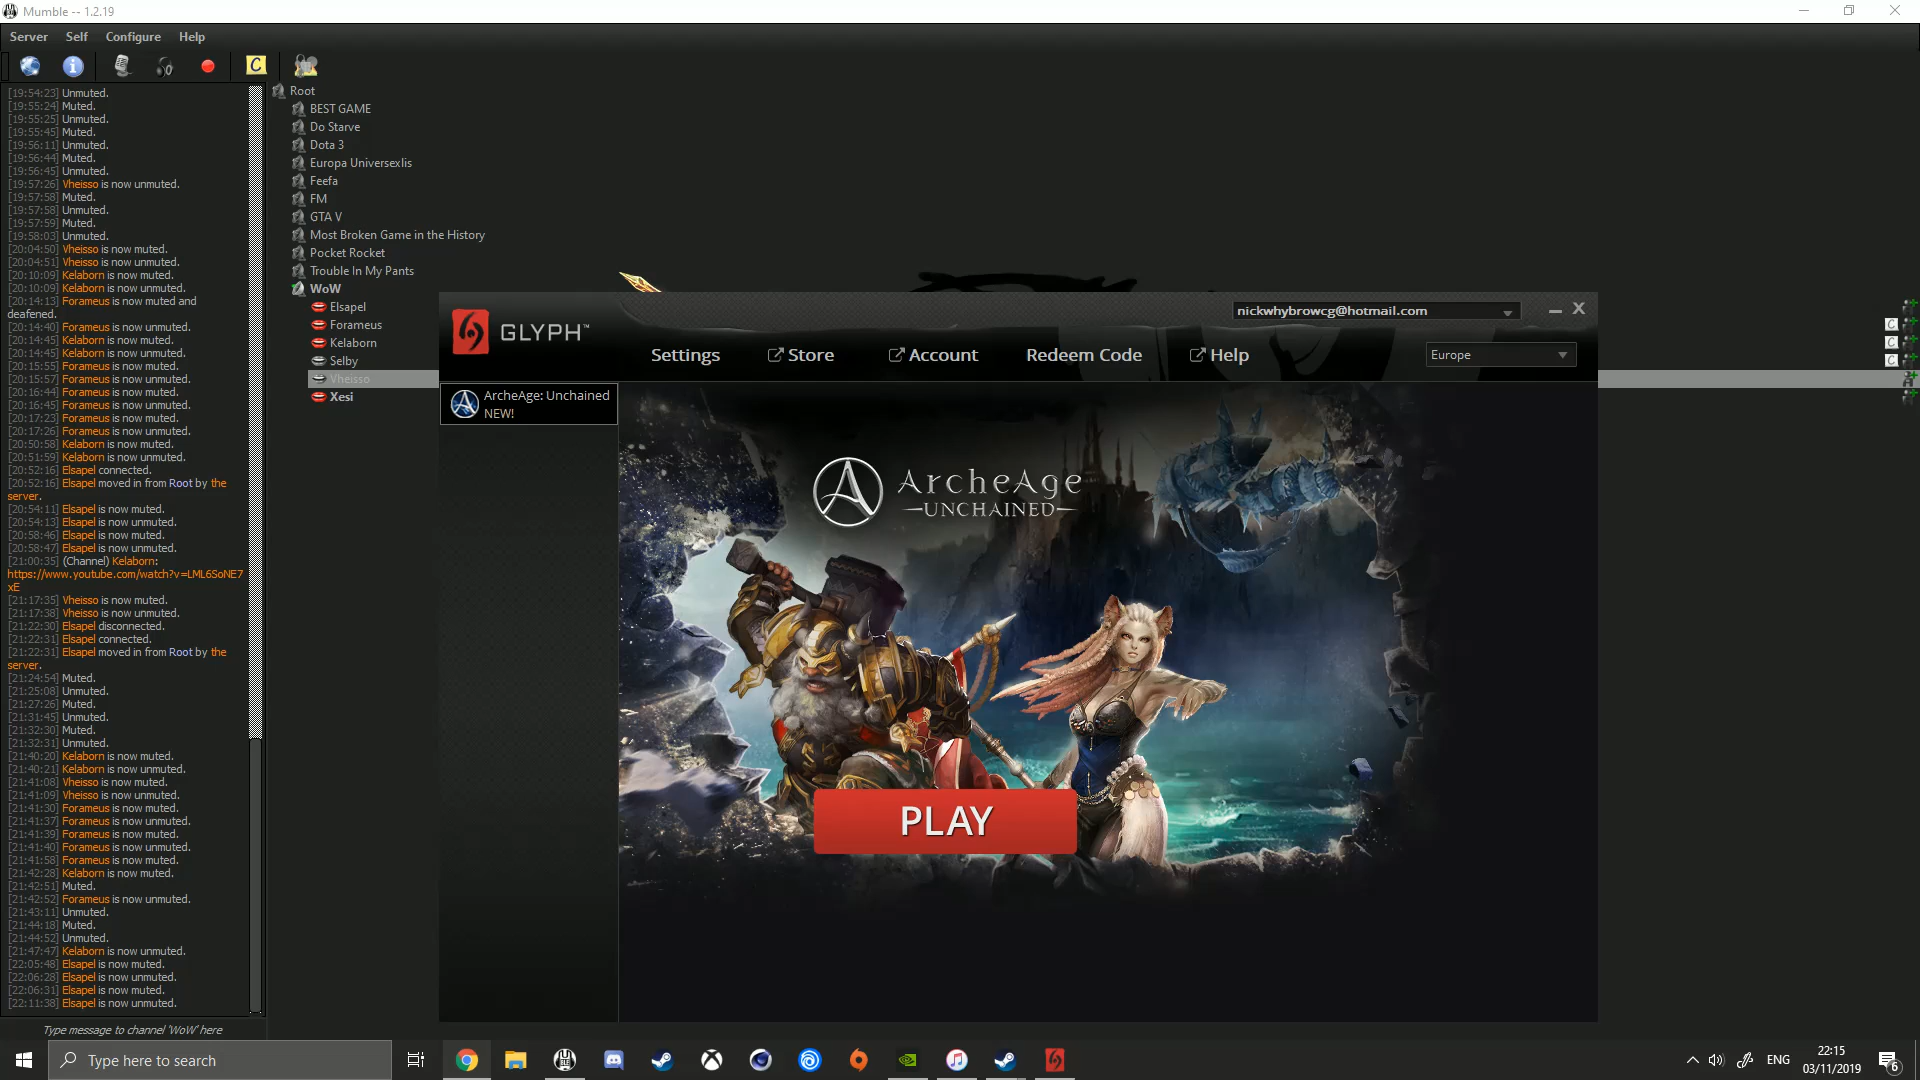 Mumble -- 1.2.19
Server Self Configure Help
[19:54:23] Unmuted.
[19:55:24] Muted.
[19:55:25] Unmuted.
[19:55:45] Muted.
[19:56:11] Unmuted.
[19:56:44] Muted.
[19:56:45] Unmuted.
[19:57:26] Vheisso is now unmuted.
[19:57:58] Muted.
[19:57:58] Unmuted.
[19:57:59] Muted.
[19:58:03] Unmuted.
[20:04:50] Vheisso is now muted.
[20:04:51] Vheisso is now unmuted.
[20:10:09] Kelaborn is now muted.
[20:10:09] Kelaborn is now unmuted.
[20:14:13] Forameus is now muted and
deafened.
[20:14:40] Forameus is now unmuted.
[20:14:45] Kelaborn is now muted.
[20:14:45] Kelaborn is now unmuted.
[20:15:55] Forameus is now muted.
[20:15:57] Forameus is now unmuted.
[20:16:44] Forameus is now muted.
[20:16:45] Forameus is now unmuted.
[20:17:23] Forameus is now muted.
[20:17:26] Forameus is now unmuted.
[20:50:58] Kelaborn is now muted.
[20:51:59] Kelaborn is now unmuted.
[20:52:16] Elsapel connected.
[20:52:16] Elsapel moved in from Root by the
server.
[20:54:11] Elsapel is now muted.
[20:54:13] Elsapel is now unmuted.
[20:58:46] Elsapel is now muted.
[20:58:47] Elsapel is now unmuted.
[21:00:35] (Channel) Kelaborn:
https://www.youtube.com/watch?v=LML6SoNE7
xE
[21:17:35] Vheisso is now muted.
[21:17:38] Vheisso is now unmuted.
[21:22:30] Elsapel disconnected.
[21:22:31] Elsapel connected.
[21:22:31] Elsapel moved in from Root by the
server.
[21:24:54] Muted.
[21:25:08] Unmuted.
[21:27:26] Muted.
[21:31:45] Unmuted.
[21:32:30] Muted.
[21:32:31] Unmuted.
[21:40:20] Kelaborn is now muted.
[21:40:21] Kelaborn is now unmuted.
[21:41:08] Vheisso is now muted.
[21:41:09] Vheisso is now unmuted.
[21:41:30] Forameus is now muted.
[21:41:37] Forameus is now unmuted.
[21:41:39] Forameus is now muted.
[21:41:40] Forameus is now unmuted.
[21:41:58] Forameus is now muted.
[21:42:28] Kelaborn is now muted.
[21:42:51] Muted.
[21:42:52] Forameus is now unmuted.
[21:43:11] Unmuted.
[21:44:18] Muted.
[21:44:52] Unmuted.
[21:47:47] Kelaborn is now unmuted.
[22:05:48] Elsapel is now muted.
[22:06:28] Elsapel is now unmuted.
[22:06:31] Elsapel is now muted.
[22:11:38] Elsapel is now unmuted.
Type message to channel 'WoW' here
Root
BEST GAME
Do Starve
Dota 3
Europa Universexlis
Feefa
FM
GTA V
Most Broken Game in the History
Pocket Rocket
Trouble In My Pants
WoW
Elsapel
Forameus
Kelaborn
Selby
Vheisso
Xesi
GLYPH™
nickwhybrowcg@hotmail.com
Settings Store Account Redeem Code Help
Europe
ArcheAge: Unchained
NEW!
ArcheAge
UNCHAINED
PLAY
C
C
C
C
Type here to search
ENG
22:15
03/11/2019
6